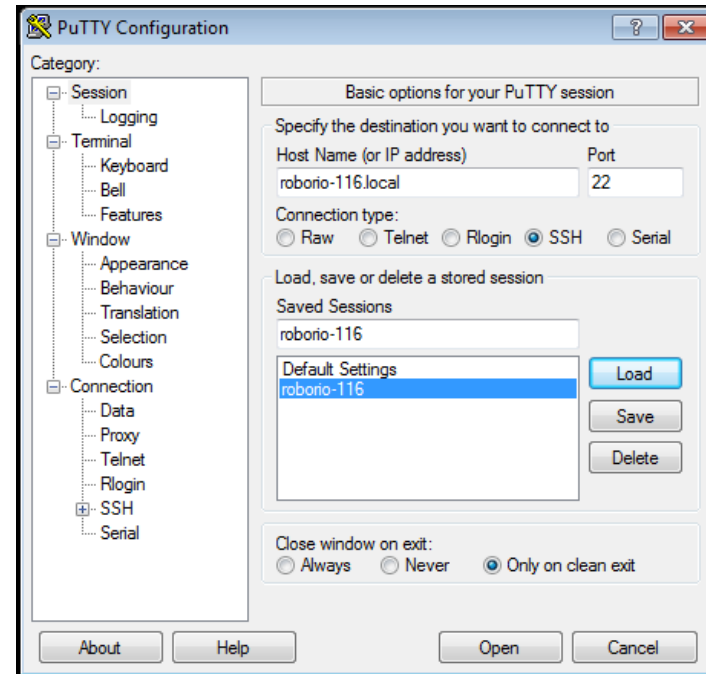 PuTTY Configuration
Category:
Session
Logging
Terminal
Keyboard
Bell
Features
Window
Appearance
Behaviour
Translation
Selection
Colours
Connection
Data
Proxy
Telnet
Rlogin
SSH
Serial
Basic options for your PuTTY session
Specify the destination you want to connect to
Host Name (or IP address) Port
roborio-116.local 22
Connection type:
Raw Telnet Rlogin SSH Serial
Load, save or delete a stored session
Saved Sessions
roborio-116
Default Settings
roborio-116
Load
Save
Delete
Close window on exit:
Always Never Only on clean exit
About Help Open Cancel